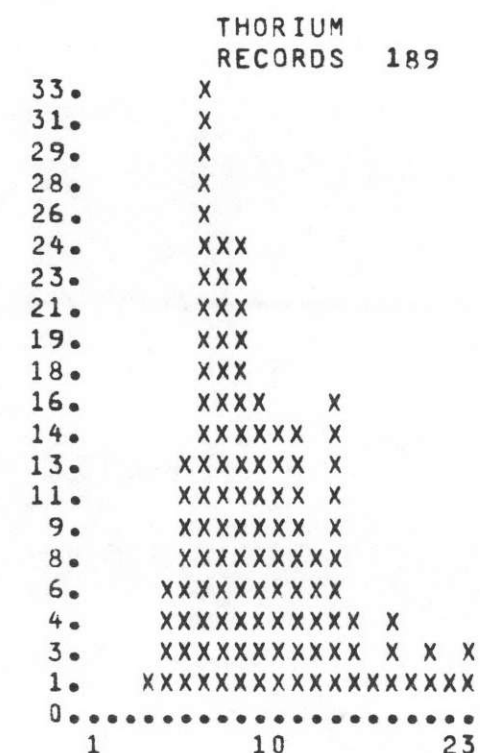 THORIUM
RECORDS 189
33.       X
31.       X
29.       X
28.       X
26.       X
24.       XXX
23.       XXX
21.       XXX
19.       XXX
18.       XXX
16.       XXXX   X
14.       XXXXXX X
13.      XXXXXXX X
11.      XXXXXXX X
9.      XXXXXXX X
8.      XXXXXXXXX
6.     XXXXXXXXXX
4.     XXXXXXXXXXX X
3.     XXXXXXXXXXX X X X
1.    XXXXXXXXXXXXXXXXXX
0......................
1 10 23